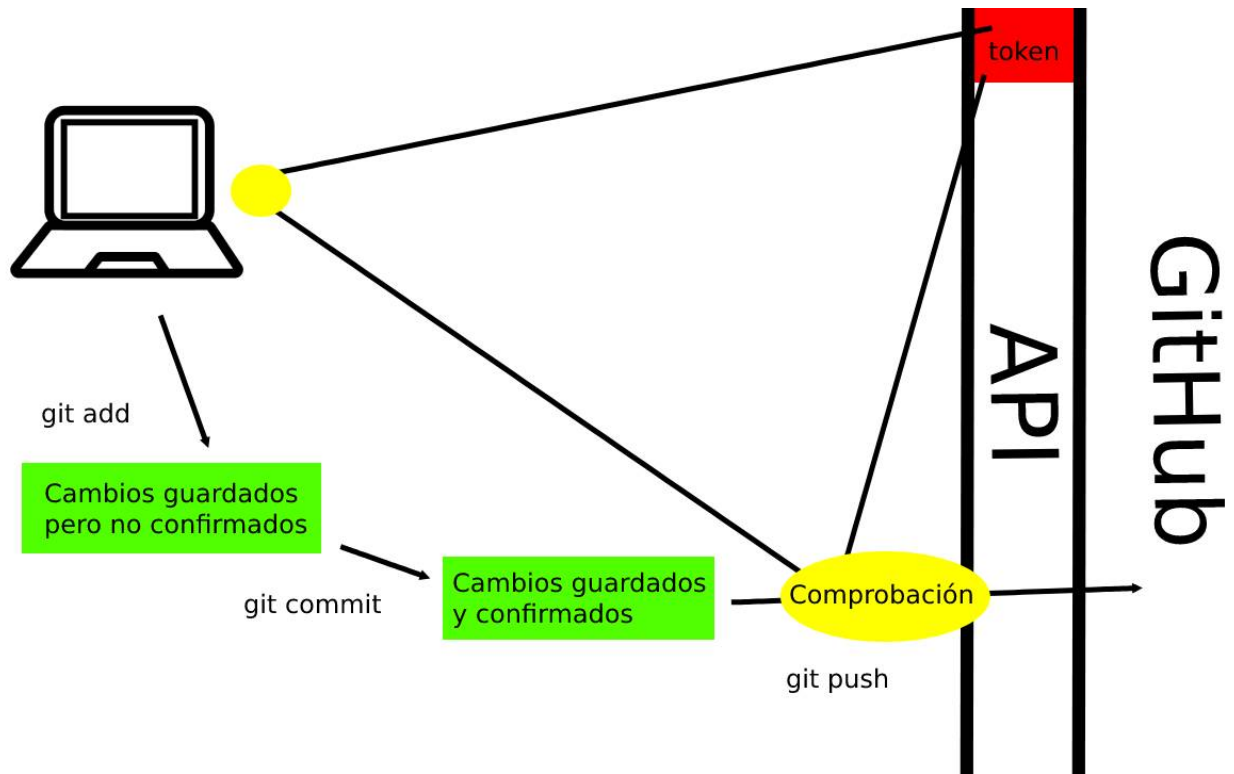 token
git add
Cambios guardados
pero no confirmados
git commit
Cambios guardados
y confirmados
Comprobación
git push
API
GitHub